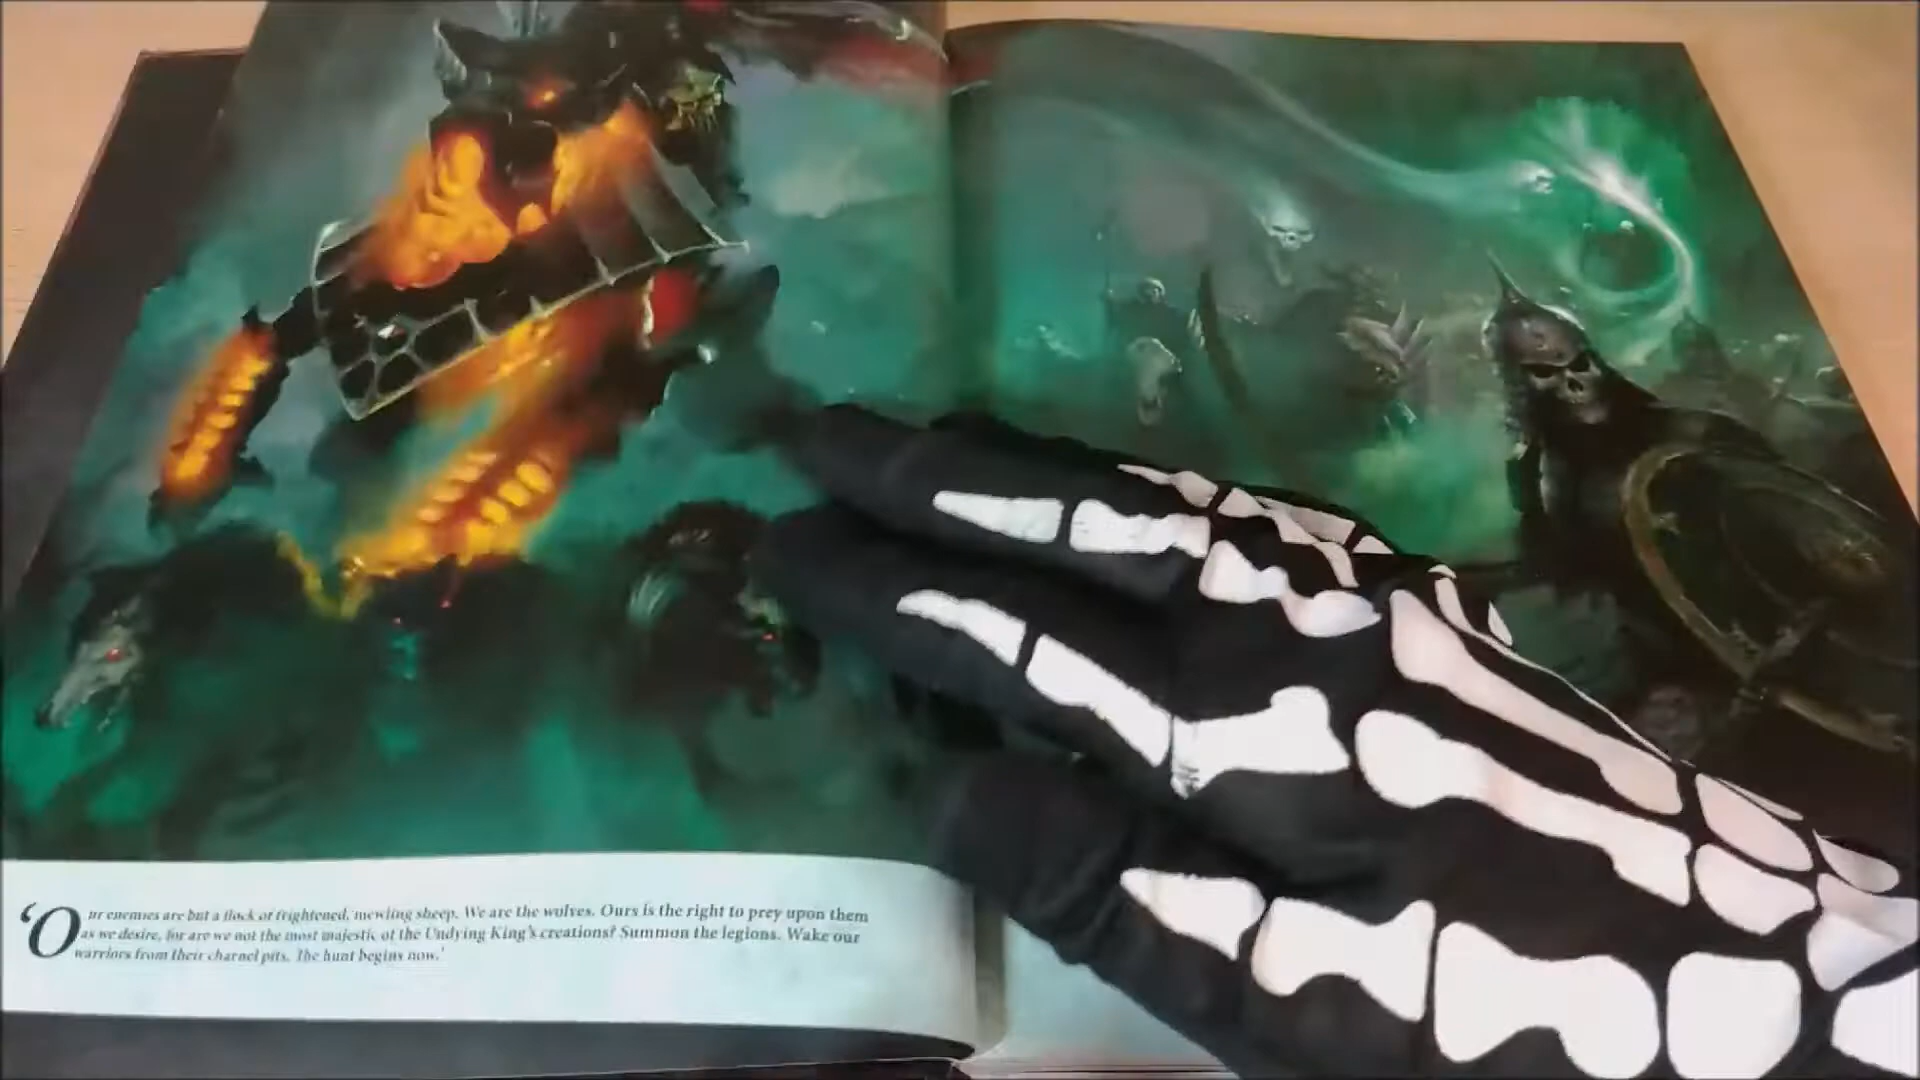 ‘Our enemies are but a flock of frightened, mewling sheep. We are the wolves. Ours is the right to prey upon them
as we desire, for are we not the most majestic of the Undying King’s creations? Summon the legions. Wake our
warriors from their charnel pits. The hunt begins now.’